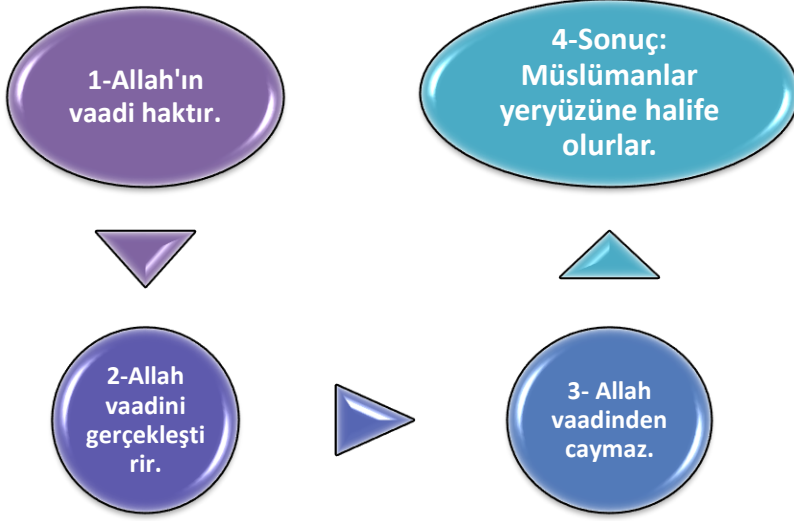 1-Allah'ın
vaadi haktır.
2-Allah
vaadini
gerçekleşti
rir.
3- Allah
vaadinden
caymaz.
4-Sonuç:
Müslümanlar
yeryüzüne halife
olurlar.